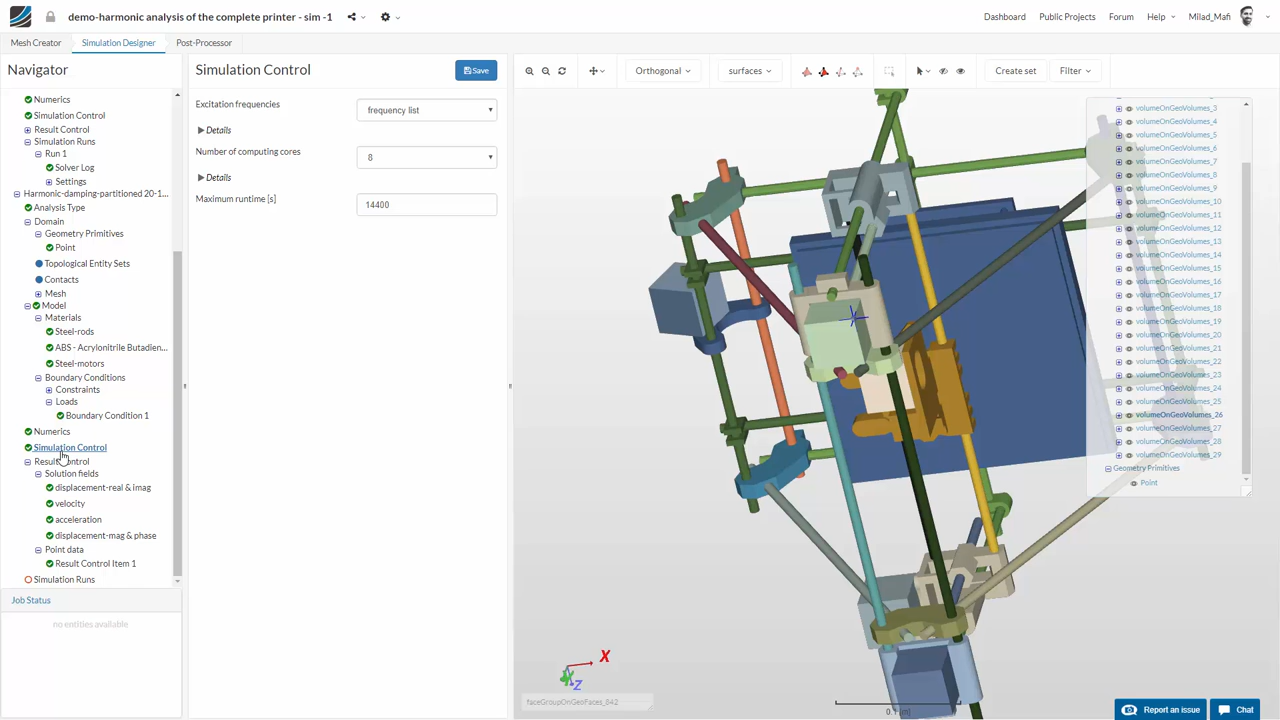 demo-harmonic analysis of the complete printer - sim -1
Dashboard
Public Projects
Forum
Help
Milad_Mafi
Mesh Creator
Simulation Designer
Post-Processor
Navigator
Numerics
Simulation Control
Result Control
Simulation Runs
Run 1
Solver Log
Settings
Harmonic-damping-partitioned 20-1...
Analysis Type
Domain
Geometry Primitives
Point
Topological Entity Sets
Contacts
Mesh
Model
Materials
Steel-rods
ABS - Acrylonitrile Butadien...
Steel-motors
Boundary Conditions
Constraints
Loads
Boundary Condition 1
Numerics
Simulation Control
Result Control
Solution fields
displacement-real & imag
velocity
acceleration
displacement-mag & phase
Point data
Result Control Item 1
Simulation Runs
Job Status
no entities available
Simulation Control
Save
Excitation frequencies
frequency list
Details
Number of computing cores
8
Details
Maximum runtime [s]
14400
Orthogonal
surfaces
Create set
Filter
volumeOnGeoVolumes_3
volumeOnGeoVolumes_4
volumeOnGeoVolumes_5
volumeOnGeoVolumes_6
volumeOnGeoVolumes_7
volumeOnGeoVolumes_8
volumeOnGeoVolumes_9
volumeOnGeoVolumes_10
volumeOnGeoVolumes_11
volumeOnGeoVolumes_12
volumeOnGeoVolumes_13
volumeOnGeoVolumes_14
volumeOnGeoVolumes_15
volumeOnGeoVolumes_16
volumeOnGeoVolumes_17
volumeOnGeoVolumes_18
volumeOnGeoVolumes_19
volumeOnGeoVolumes_20
volumeOnGeoVolumes_21
volumeOnGeoVolumes_22
volumeOnGeoVolumes_23
volumeOnGeoVolumes_24
volumeOnGeoVolumes_25
volumeOnGeoVolumes_26
volumeOnGeoVolumes_27
volumeOnGeoVolumes_28
volumeOnGeoVolumes_29
Geometry Primitives
Point
X
Z
faceGroupOnGeoFaces_842
0.1 [m]
Report an issue
Chat